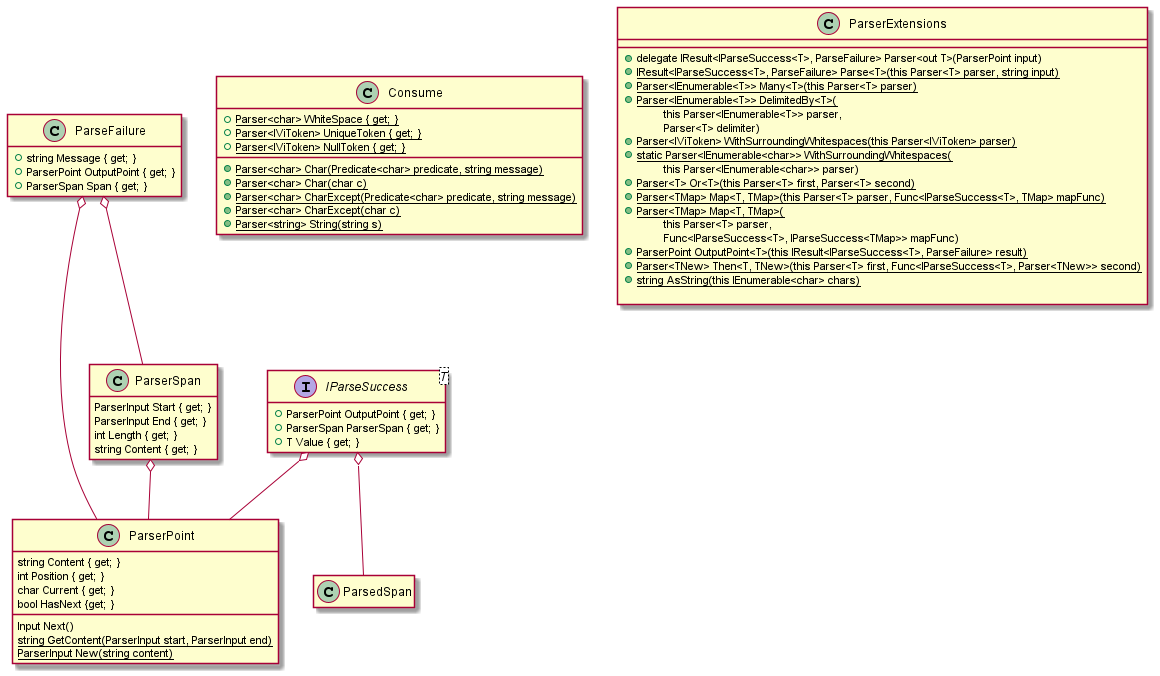 C ParseFailure
string Message { get; }
ParserPoint OutputPoint { get; }
ParserSpan Span { get; }
C Consume
Parser<char> WhiteSpace { get; }
Parser<IViToken> UniqueToken { get; }
Parser<IViToken> NullToken { get; }
Parser<char> Char(Predicate<char> predicate, string message)
Parser<char> Char(char c)
Parser<char> CharExcept(Predicate<char> predicate, string message)
Parser<char> CharExcept(char c)
Parser<string> String(string s)
C ParserExtensions
delegate IResult<IParseSuccess<T>, ParseFailure> Parser<out T>(ParserPoint input)
IResult<IParseSuccess<T>, ParseFailure> Parse<T>(this Parser<T> parser, string input)
Parser<IEnumerable<T>> Many<T>(this Parser<T> parser)
Parser<IEnumerable<T>> DelimitedBy<T>(
this Parser<IEnumerable<T>> parser,
Parser<T> delimiter)
Parser<IViToken> WithSurroundingWhitespaces(this Parser<IViToken> parser)
static Parser<IEnumerable<char>> WithSurroundingWhitespaces(
this Parser<IEnumerable<char>> parser)
Parser<T> Or<T>(this Parser<T> first, Parser<T> second)
Parser<TMap> Map<T, TMap>(this Parser<T> parser, Func<IParseSuccess<T>, TMap> mapFunc)
Parser<TMap> Map<T, TMap>(
this Parser<T> parser,
Func<IParseSuccess<T>, IParseSuccess<TMap>> mapFunc)
ParserPoint OutputPoint<T>(this IResult<IParseSuccess<T>, ParseFailure> result)
Parser<TNew> Then<T, TNew>(this Parser<T> first, Func<IParseSuccess<T>, Parser<TNew>> second)
string AsString(this IEnumerable<char> chars)
C ParserSpan
ParserInput Start { get; }
ParserInput End { get; }
int Length { get; }
string Content { get; }
I IParseSuccess
T
ParserPoint OutputPoint { get; }
ParserSpan ParserSpan { get; }
T Value { get; }
C ParserPoint
string Content { get; }
int Position { get; }
char Current { get; }
bool HasNext {get; }
Input Next()
string GetContent(ParserInput start, ParserInput end)
ParserInput New(string content)
C ParsedSpan